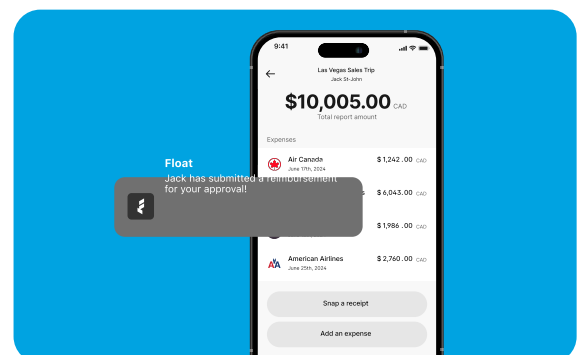 9:41
Las Vegas Sales Trip
Jack St-John
$10,005.00 CAD
Total report amount
Expenses
Air Canada $ 1,242 .00 CAD
June 17th, 2024
Float
Jack has submitted a reimbursement
for your approval!
s $ 6,043.00 CAD
$ 1,986 .00 CAD
American Airlines $ 2,760 .00 CAD
June 25th, 2024
Snap a receipt
Add an expense